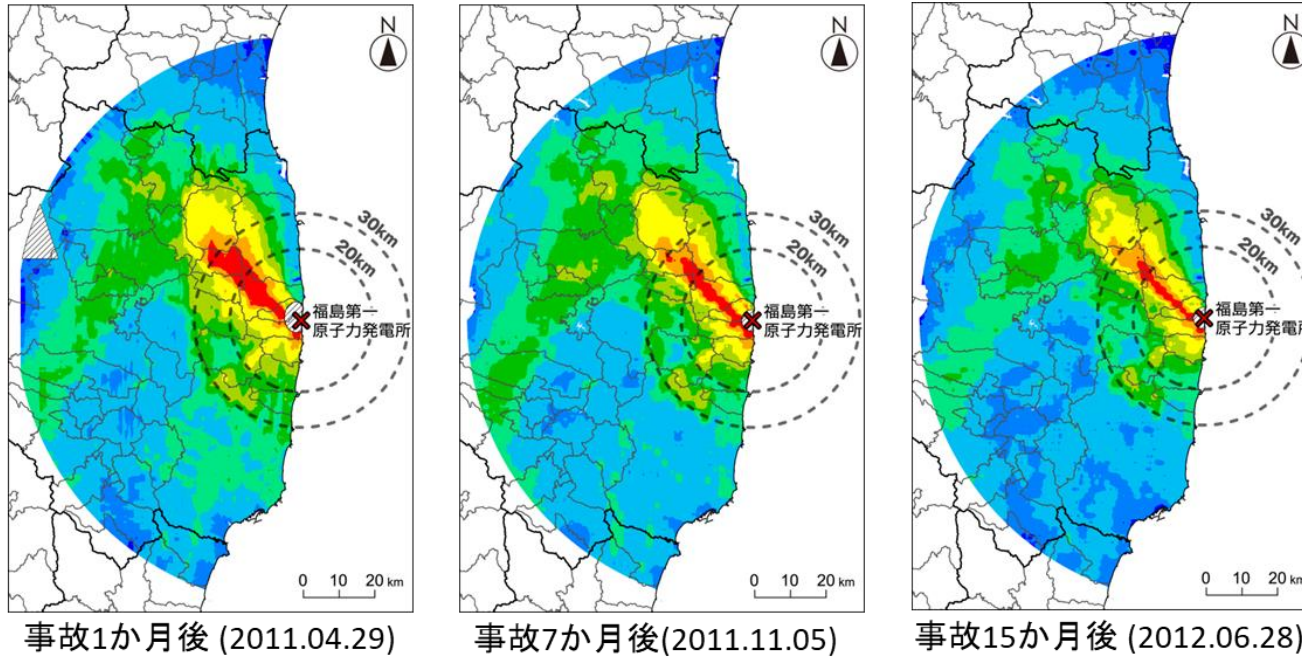 N
30km
20km
福島第一
原子力発電所
0 10 20 km
事故1か月後 (2011.04.29)
N
30km
20km
福島第一
原子力発電所
0 10 20 km
事故7か月後(2011.11.05)
N
30km
20km
福島第一
原子力発電所
0 10 20 km
事故15か月後 (2012.06.28)